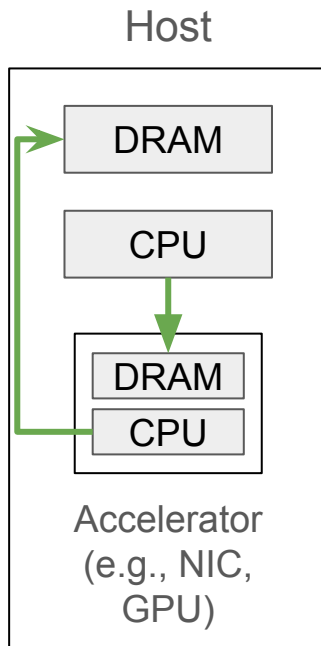 Host
DRAM
CPU
DRAM
CPU
Accelerator
(e.g., NIC,
GPU)